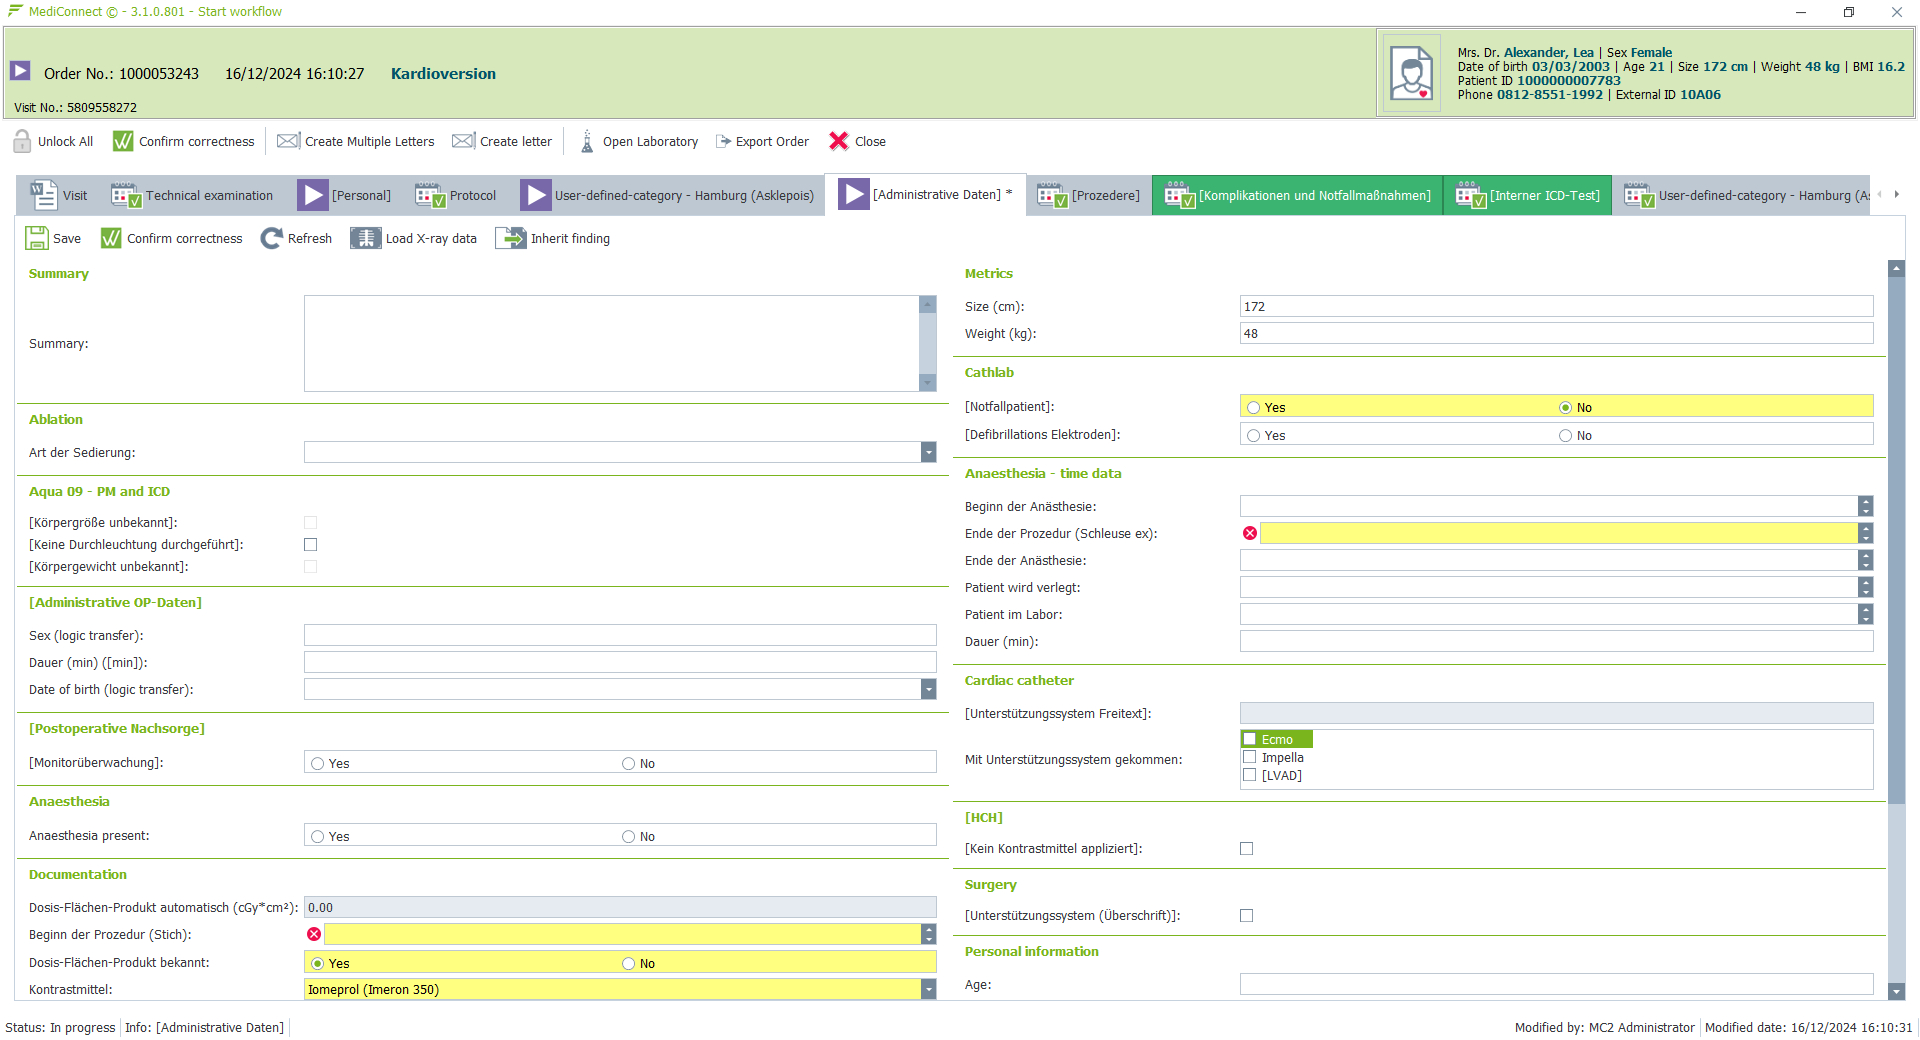 MediConnect © - 3.1.0.801 - Start workflow
Order No.: 1000053243 16/12/2024 16:10:27 Kardioversion
Visit No.: 5809558272
Mrs. Dr. Alexander, Lea | Sex Female
Date of birth 03/03/2003 | Age 21 | Size 172 cm | Weight 48 kg | BMI 16.2
Patient ID 1000000007783
Phone 0812-8551-1992 | External ID 10A06
Unlock All Confirm correctness Create Multiple Letters Create letter Open Laboratory Export Order Close
Visit Technical examination [Personal] Protocol User-defined-category - Hamburg (Asklepois) [Administrative Daten] * [Prozedere] [Komplikationen und Notfallmaßnahmen] [Interner ICD-Test] User-defined-category - Hamburg (As
Save Confirm correctness Refresh Load X-ray data Inherit finding
Summary
Summary:
Ablation
Art der Sedierung:
Aqua 09 - PM and ICD
[Körpergröße unbekannt]:
[Keine Durchleuchtung durchgeführt]:
[Körpergewicht unbekannt]:
[Administrative OP-Daten]
Sex (logic transfer):
Dauer (min) ([min]):
Date of birth (logic transfer):
[Postoperative Nachsorge]
[Monitorüberwachung]: Yes No
Anaesthesia
Anaesthesia present: Yes No
Documentation
Dosis-Flächen-Produkt automatisch (cGy*cm²): 0.00
Beginn der Prozedur (Stich):
Dosis-Flächen-Produkt bekannt: Yes No
Kontrastmittel: Iomeprol (Imeron 350)
Metrics
Size (cm): 172
Weight (kg): 48
Cathlab
[Notfallpatient]: Yes No
[Defibrillations Elektroden]: Yes No
Anaesthesia - time data
Beginn der Anästhesie:
Ende der Prozedur (Schleuse ex):
Ende der Anästhesie:
Patient wird verlegt:
Patient im Labor:
Dauer (min):
Cardiac catheter
[Unterstützungssystem Freitext]:
Mit Unterstützungssystem gekommen: Ecmo
Impella
[LVAD]
[HCH]
[Kein Kontrastmittel appliziert]:
Surgery
[Unterstützungssystem (Überschrift)]:
Personal information
Age:
Status: In progress Info: [Administrative Daten] Modified by: MC2 Administrator Modified date: 16/12/2024 16:10:31